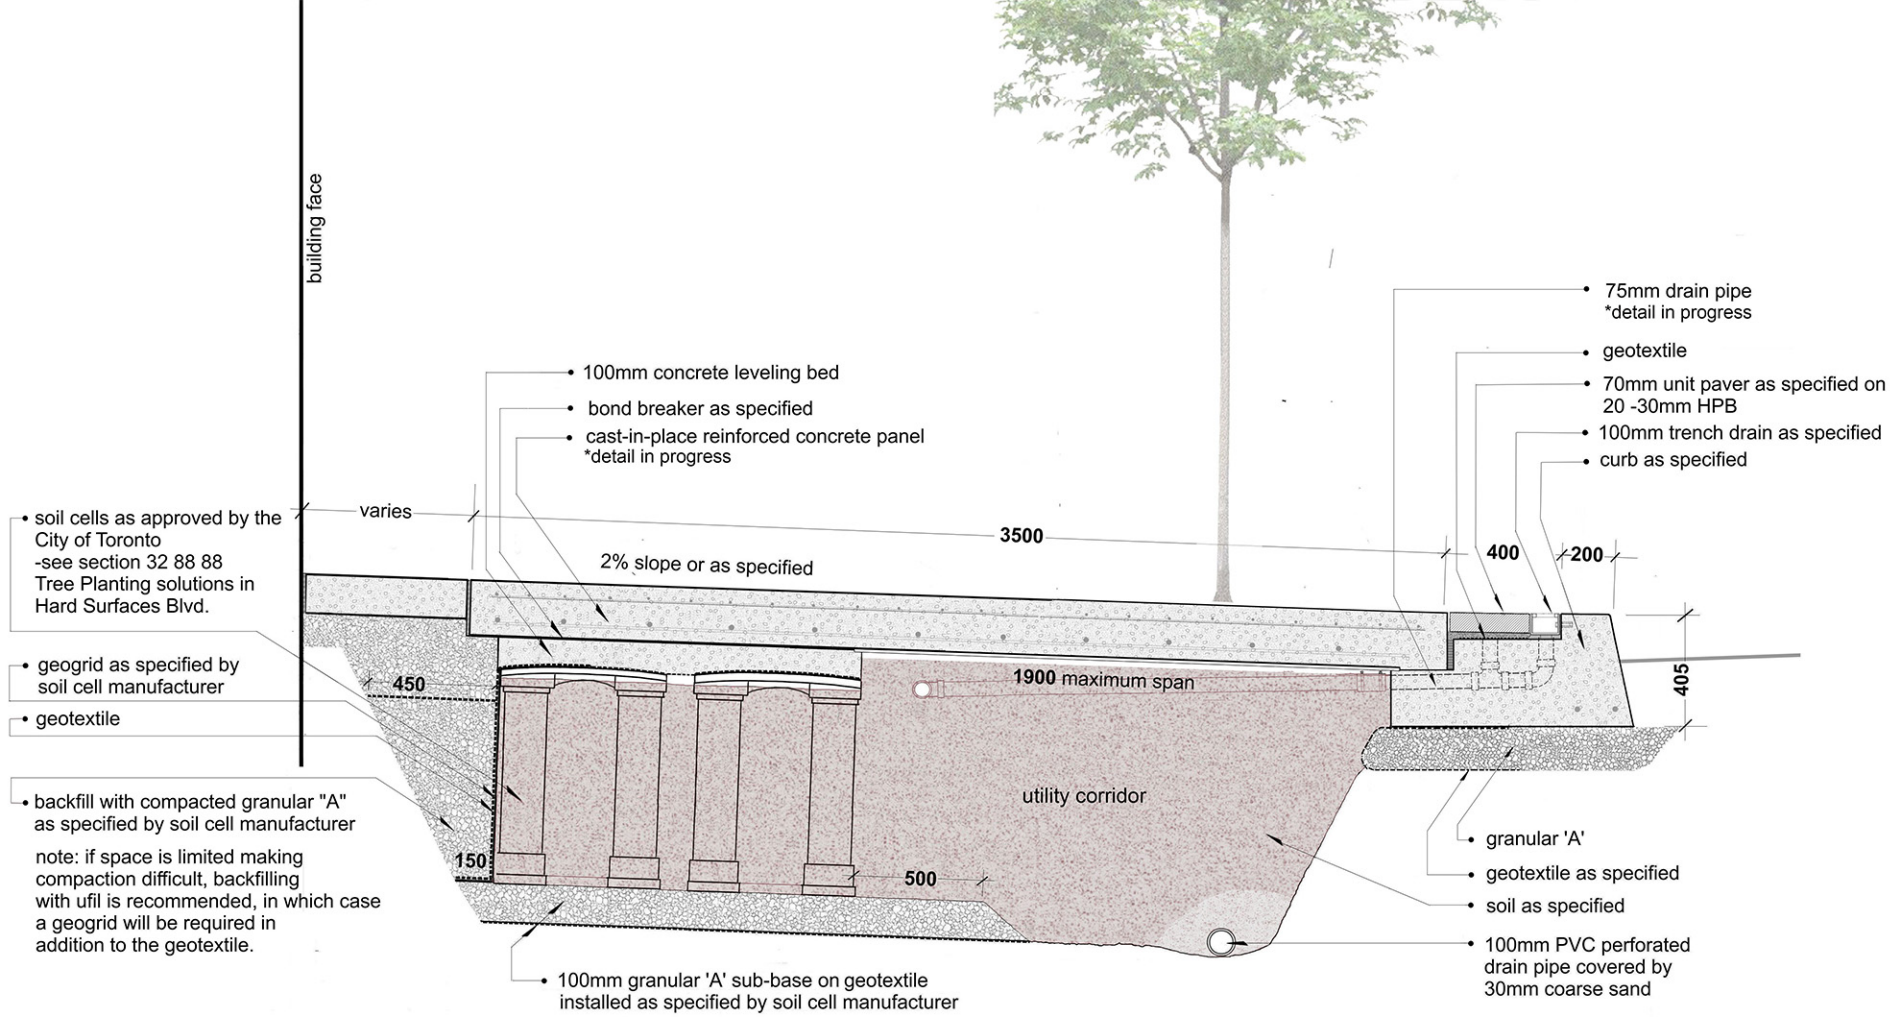 building face
75mm drain pipe
*detail in progress
geotextile
70mm unit paver as specified on
20 -30mm HPB
100mm trench drain as specified
curb as specified
100mm concrete leveling bed
bond breaker as specified
cast-in-place reinforced concrete panel
*detail in progress
varies
3500
400
200
2% slope or as specified
soil cells as approved by the
City of Toronto
-see section 32 88 88
Tree Planting solutions in
Hard Surfaces Blvd.
geogrid as specified by
soil cell manufacturer
geotextile
450
1900 maximum span
405
utility corridor
backfill with compacted granular "A"
as specified by soil cell manufacturer
note: if space is limited making
compaction difficult, backfilling
with ufil is recommended, in which case
a geogrid will be required in
addition to the geotextile.
150
500
granular 'A'
geotextile as specified
soil as specified
100mm PVC perforated
drain pipe covered by
30mm coarse sand
100mm granular 'A' sub-base on geotextile
installed as specified by soil cell manufacturer